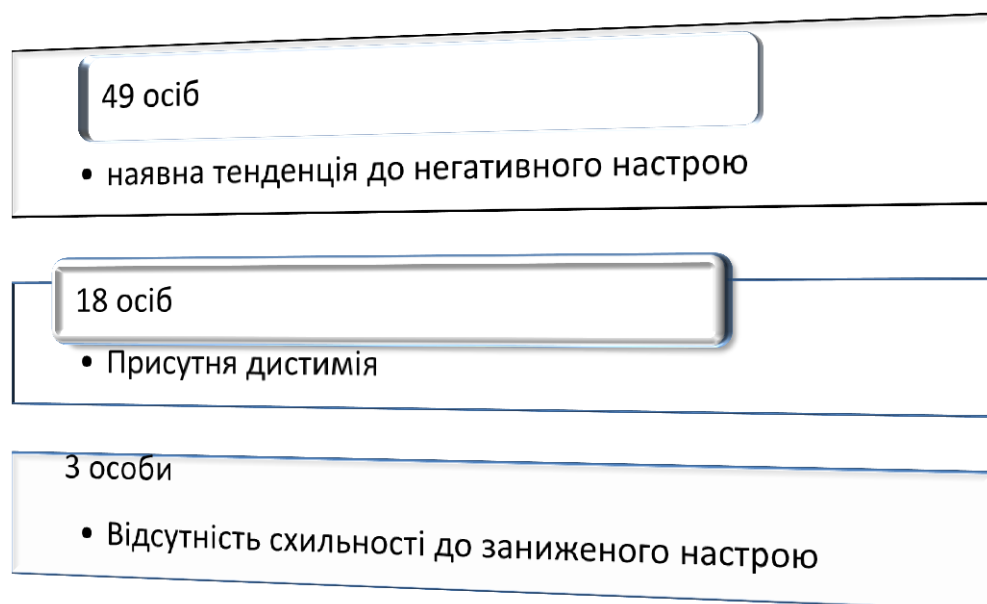 49 осіб
• наявна тенденція до негативного настрою
18 осіб
• Присутня дистимія
3 особи
• Відсутність схильності до заниженого настрою